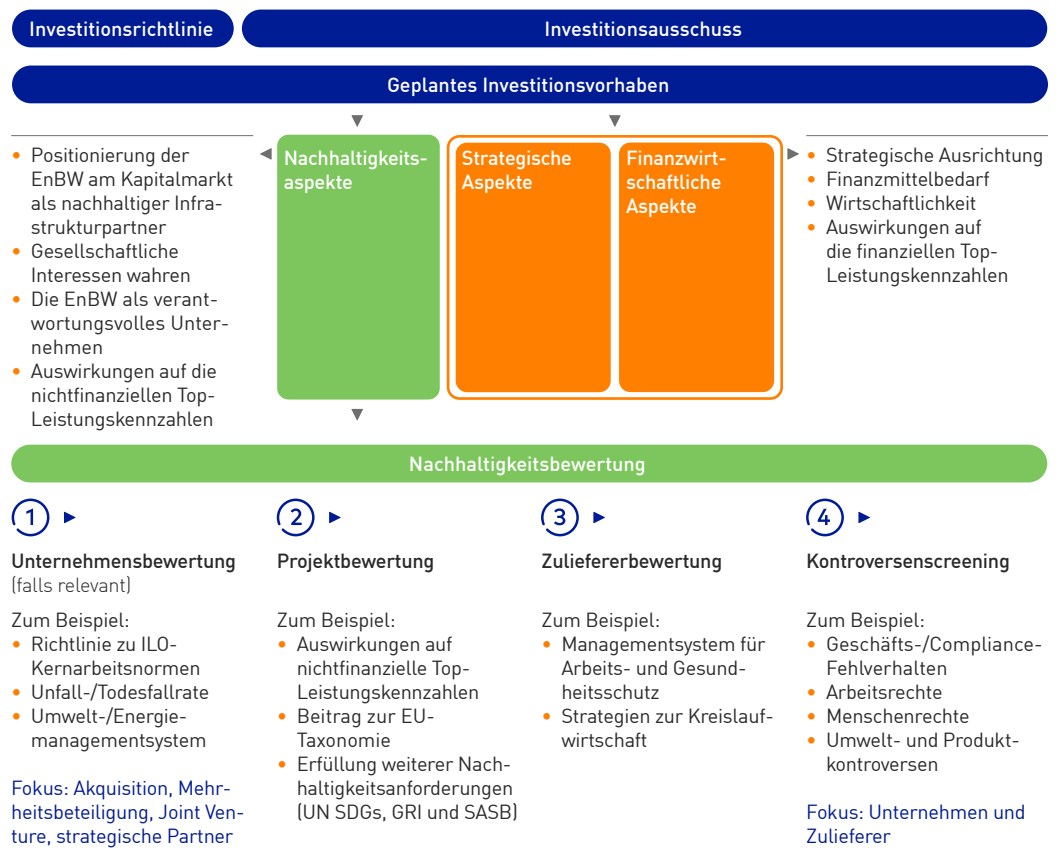 Investitionsrichtlinie
Investitionsausschuss
Geplantes Investitionsvorhaben
• Positionierung der
EnBW am Kapitalmarkt
als nachhaltiger Infra-
strukturpartner
• Gesellschaftliche
Interessen wahren
• Die EnBW als verant-
wortungsvolles Unter-
nehmen
• Auswirkungen auf die
nichtfinanziellen Top-
Leistungskennzahlen
Nachhaltigkeits-
aspekte
Strategische
Aspekte
Finanzwirt-
schaftliche
Aspekte
• Strategische Ausrichtung
• Finanzmittelbedarf
• Wirtschaftlichkeit
• Auswirkungen auf
die finanziellen Top-
Leistungskennzahlen
Nachhaltigkeitsbewertung
1
Unternehmensbewertung
(falls relevant)
Zum Beispiel:
• Richtlinie zu ILO-
Kernarbeitsnormen
• Unfall-/Todesfallrate
• Umwelt-/Energie-
managementsystem
Fokus: Akquisition, Mehr-
heitsbeteiligung, Joint Ven-
ture, strategische Partner
2
Projektbewertung
Zum Beispiel:
• Auswirkungen auf
nichtfinanzielle Top-
Leistungskennzahlen
• Beitrag zur EU-
Taxonomie
• Erfüllung weiterer Nach-
haltigkeitsanforderungen
(UN SDGs, GRI und SASB)
3
Zuliefererbewertung
Zum Beispiel:
• Managementsystem für
Arbeits- und Gesund-
heitsschutz
• Strategien zur Kreislauf-
wirtschaft
4
Kontroversenscreening
Zum Beispiel:
• Geschäfts-/Compliance-
Fehlverhalten
• Arbeitsrechte
• Menschenrechte
• Umwelt- und Produkt-
kontroversen
Fokus: Unternehmen und
Zulieferer